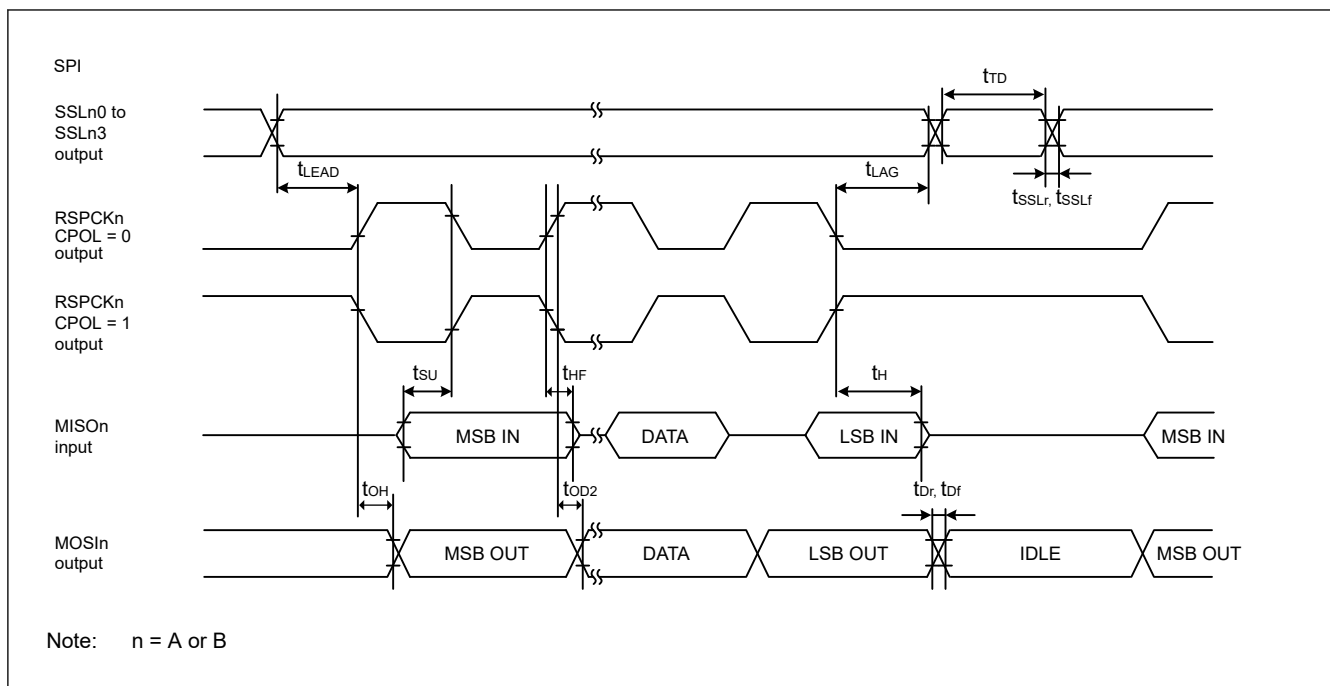 SPI
tTD
SSLn0 to
SSLn3
output
tLEAD
tLAG
tSSLr, tSSLf
RSPCKn
CPOL = 0
output
RSPCKn
CPOL = 1
output
tSU
tHF
tH
MISOn
input
MSB IN
DATA
LSB IN
MSB IN
tOH
tOD2
tDr, tDf
MOSIn
output
MSB OUT
DATA
LSB OUT
IDLE
MSB OUT
Note: n = A or B